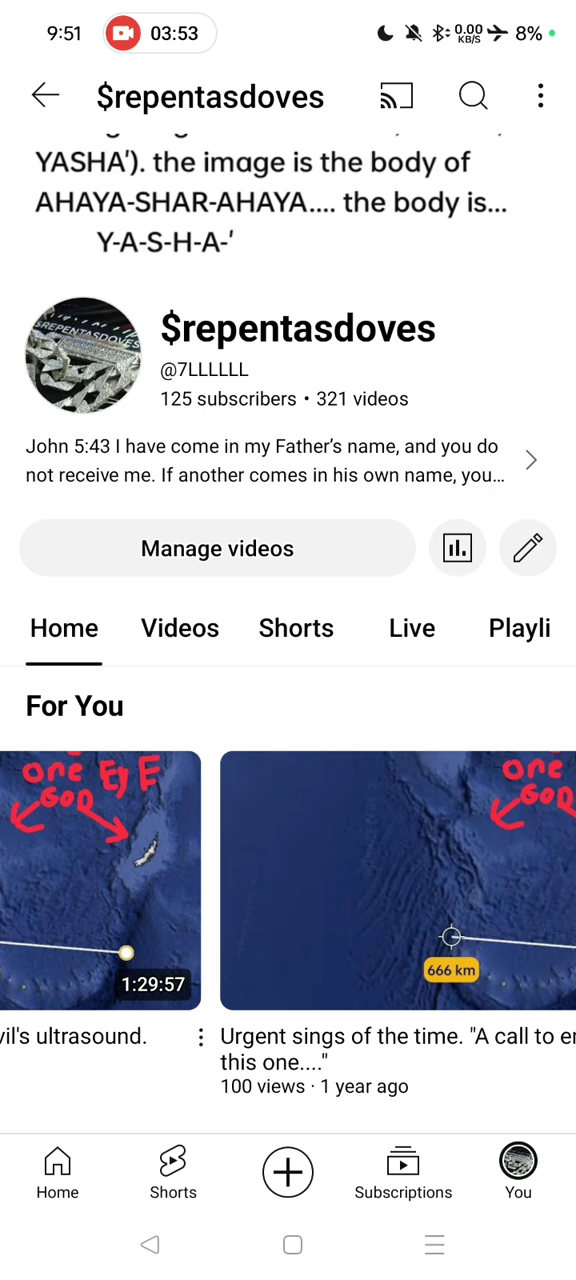 9:51
03:53
0.00
KB/S
8%
$repentasdoves
YASHA'). the image is the body of
AHAYA-SHAR-AHAYA.... the body is...
Y-A-S-H-A-'
$REPENTASDOVES
$repentasdoves
@7LLLLLL
125 subscribers • 321 videos
John 5:43 I have come in my Father's name, and you do
not receive me. If another comes in his own name, you...
Manage videos
Home Videos Shorts Live Playli
For You
one
GOD
one
GOD
666 km
1:29:57
vil's ultrasound.
Urgent sings of the time. "A call to
this one...."
100 views · 1 year ago
Home Shorts Subscriptions You